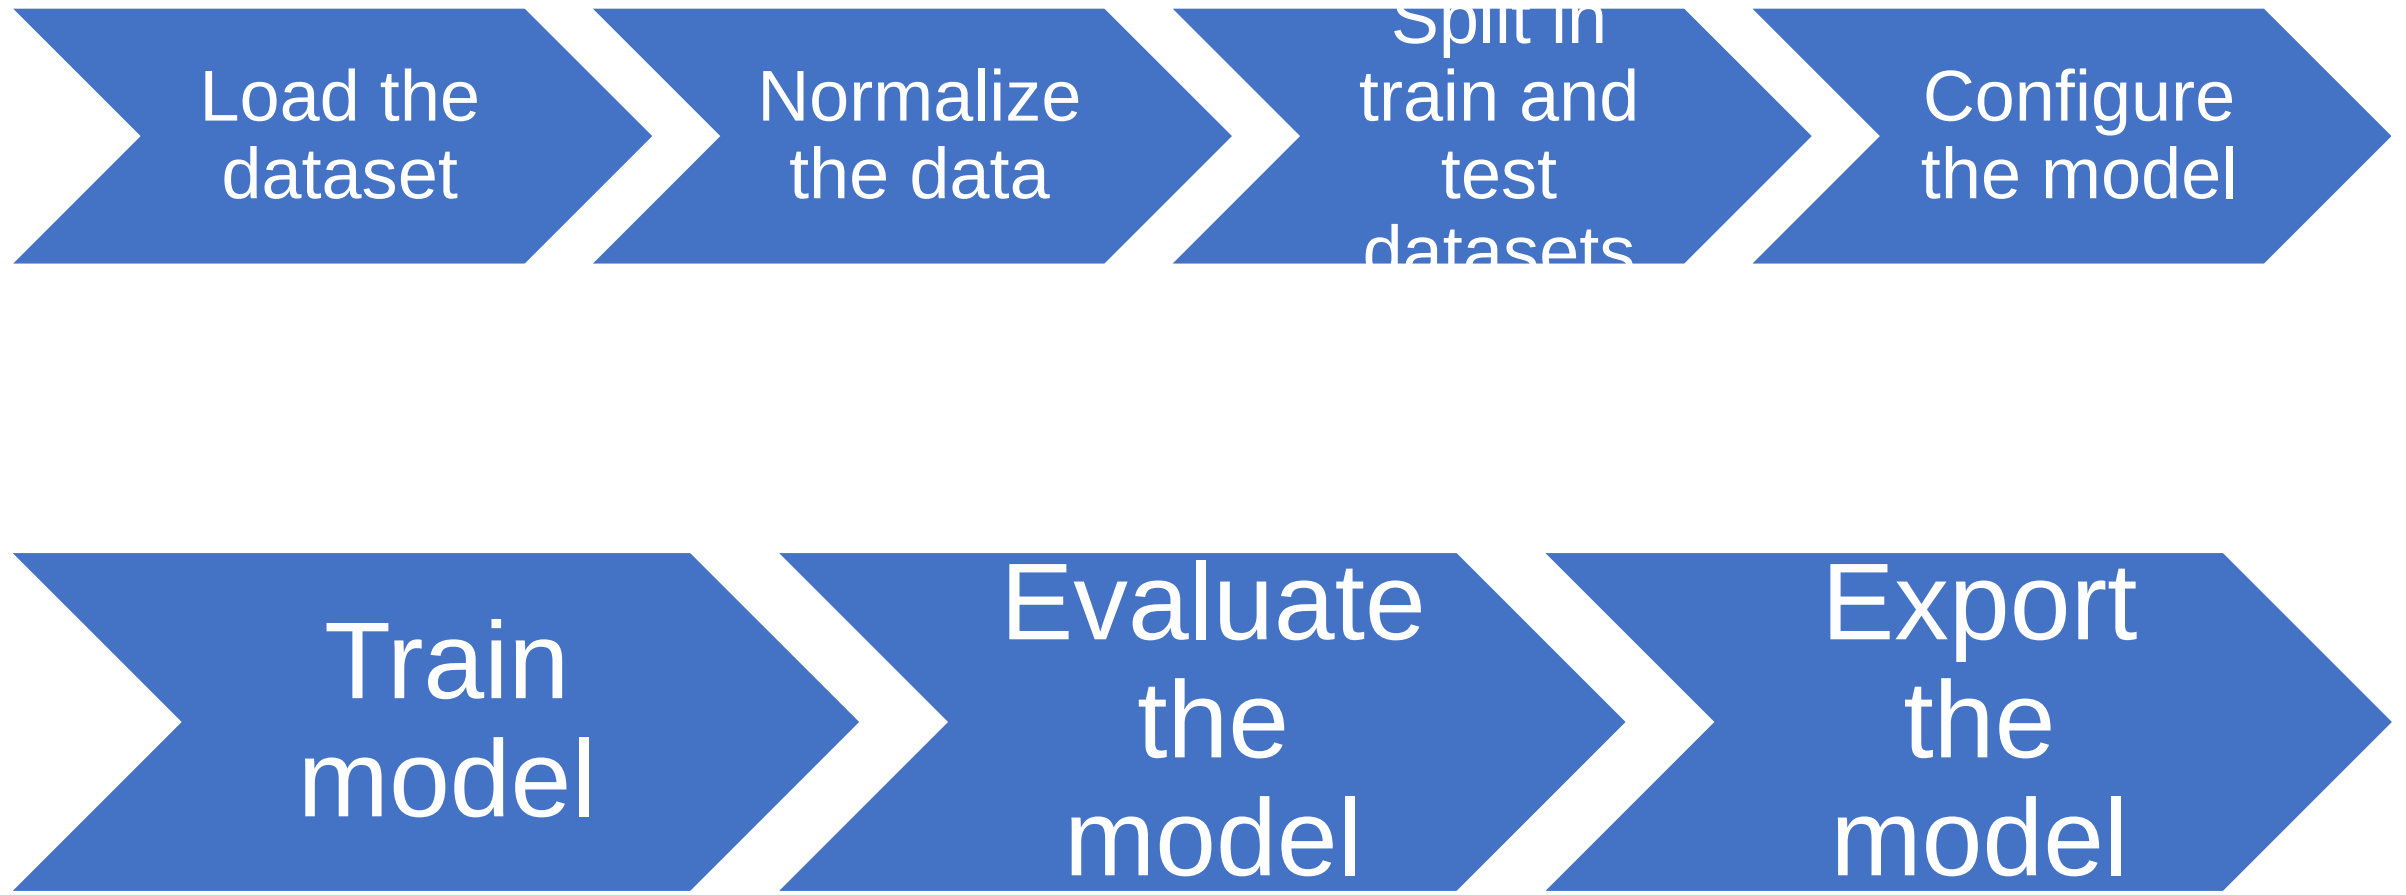 Load the
dataset
Normalize
the data
Split in
train and
test
datasets
Configure
the model
Train
model
Evaluate
the
model
Export
the
model